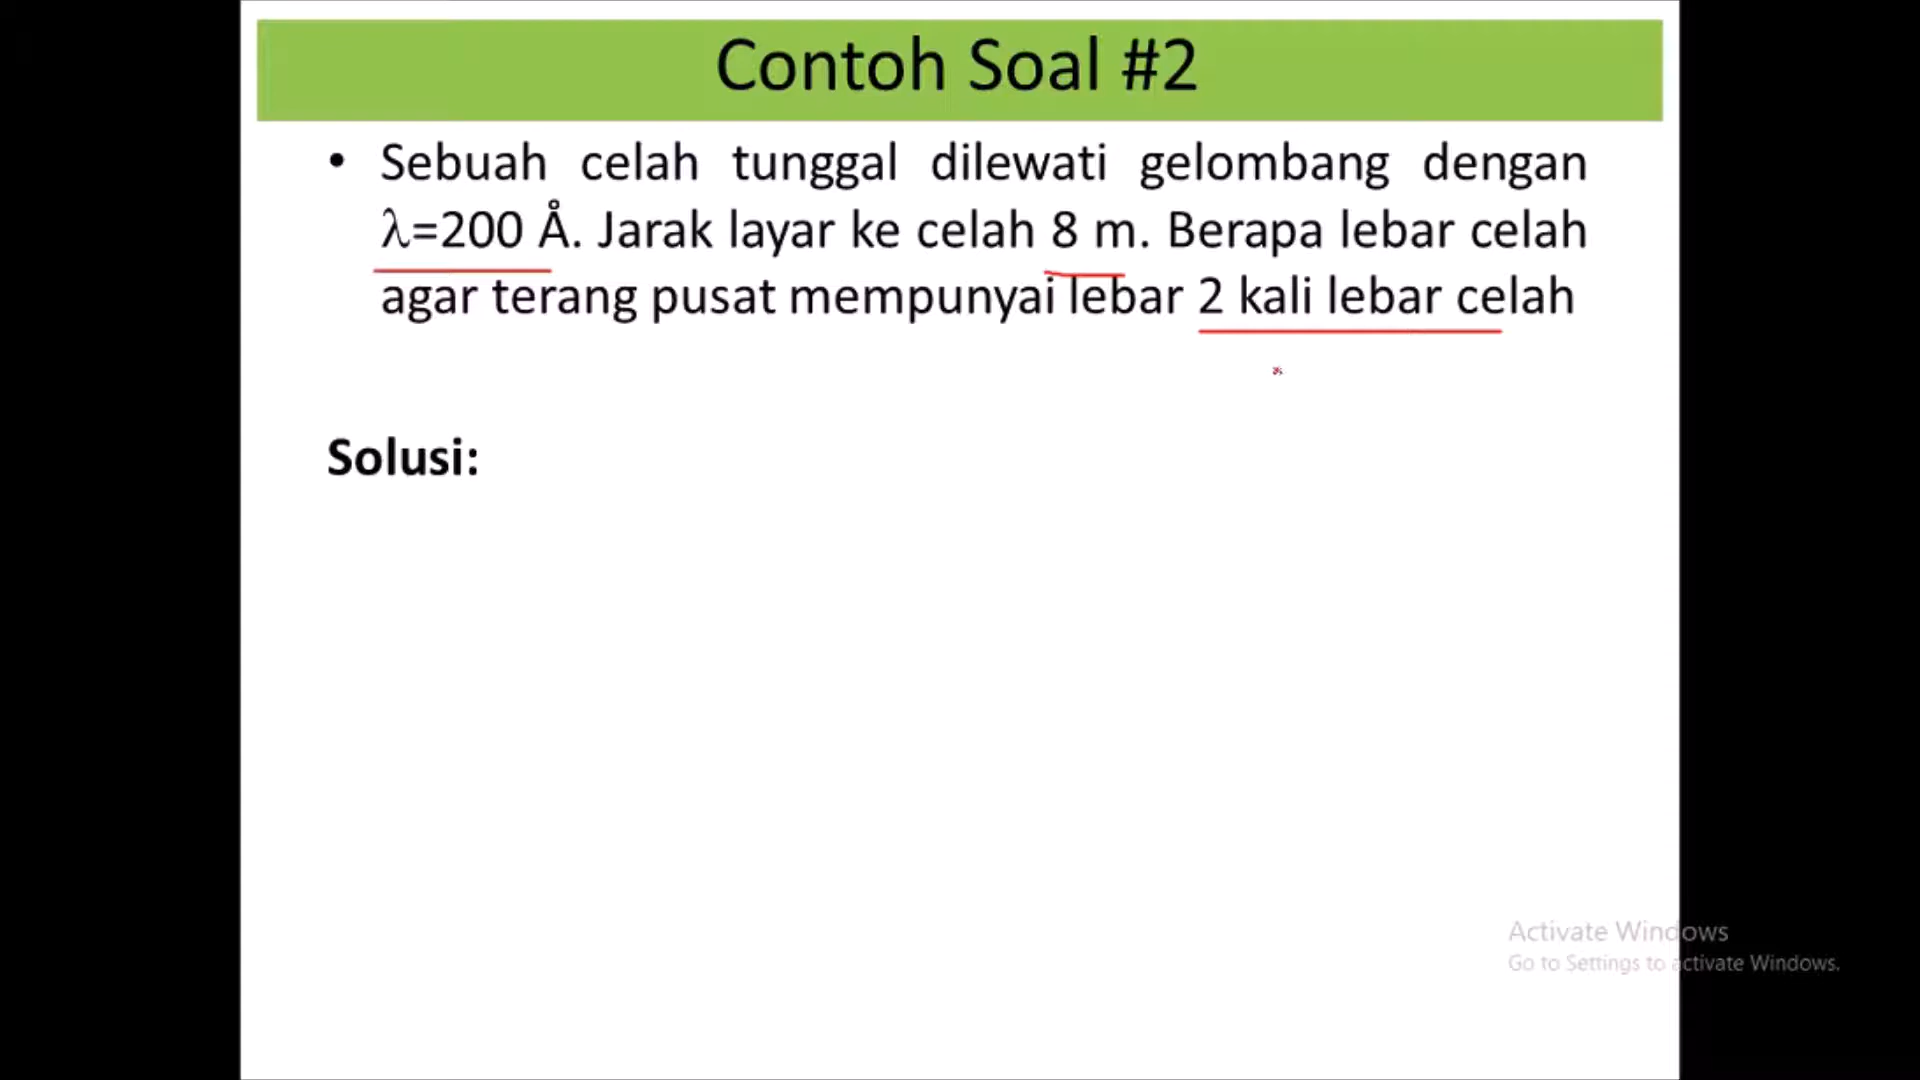 Contoh Soal #2
• Sebuah celah tunggal dilewati gelombang dengan
λ=200 Å. Jarak layar ke celah 8 m. Berapa lebar celah
agar terang pusat mempunyai lebar 2 kali lebar celah
Solusi:
Activate Windows
Go to Settings to activate Windows.